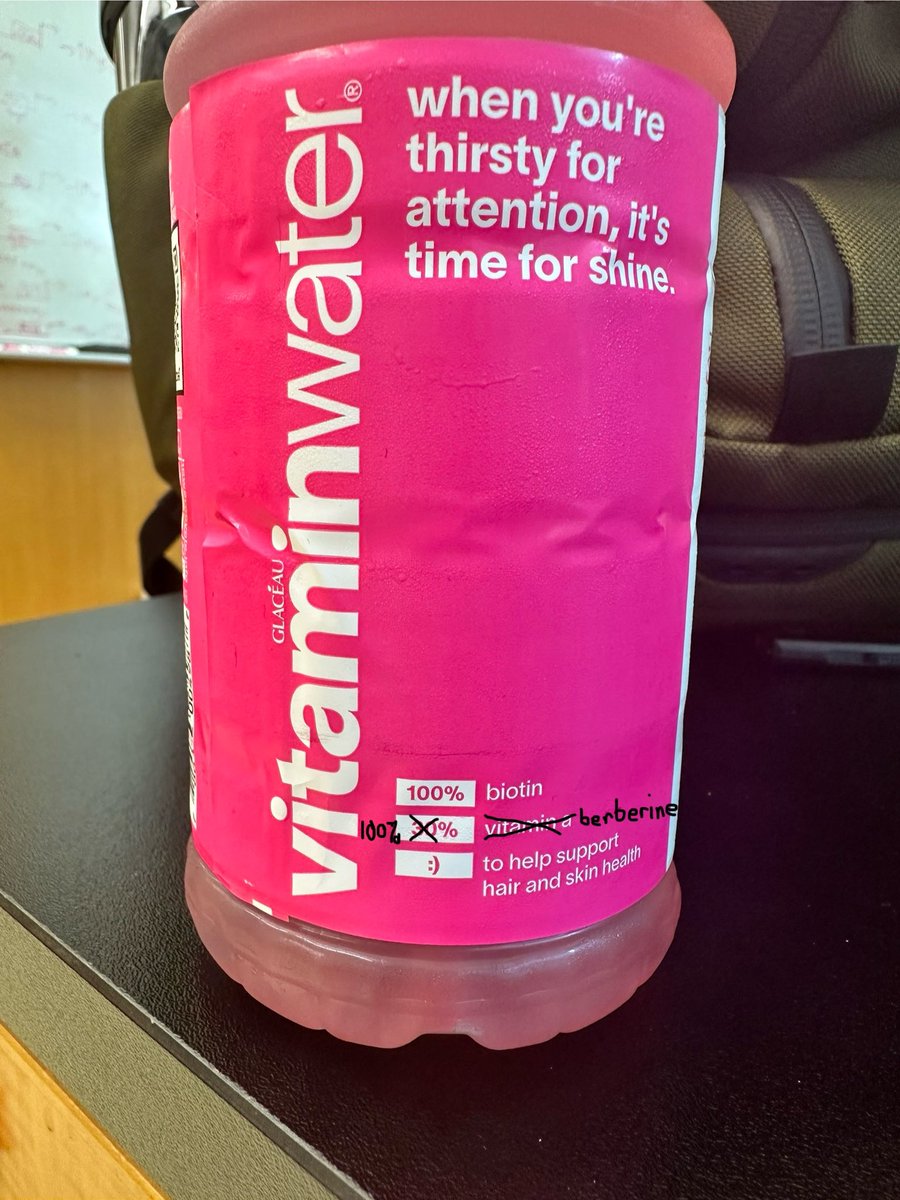 vitaminwater®
GLACÉAU
when you're
thirsty for
attention, it's
time for shine.
100% biotin
100% 30% vitamin a berberine
:) to help support
hair and skin health